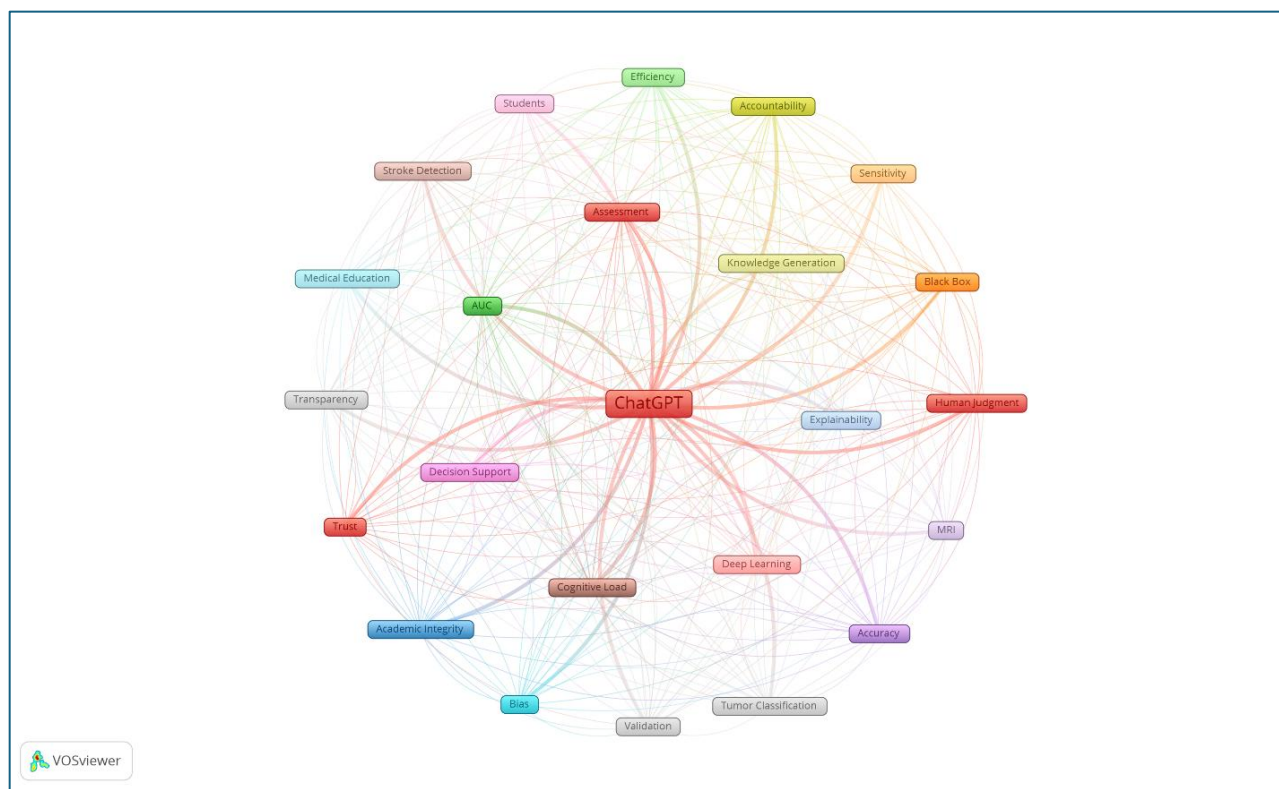 Efficiency
Students
Accountability
Stroke Detection
Sensitivity
Assessment
Knowledge Generation
Medical Education
Black Box
AUC
Transparency
ChatGPT
Human Judgment
Explainability
Decision Support
Trust
MRI
Deep Learning
Cognitive Load
Academic Integrity
Accuracy
Bias
Tumor Classification
Validation
VOSviewer